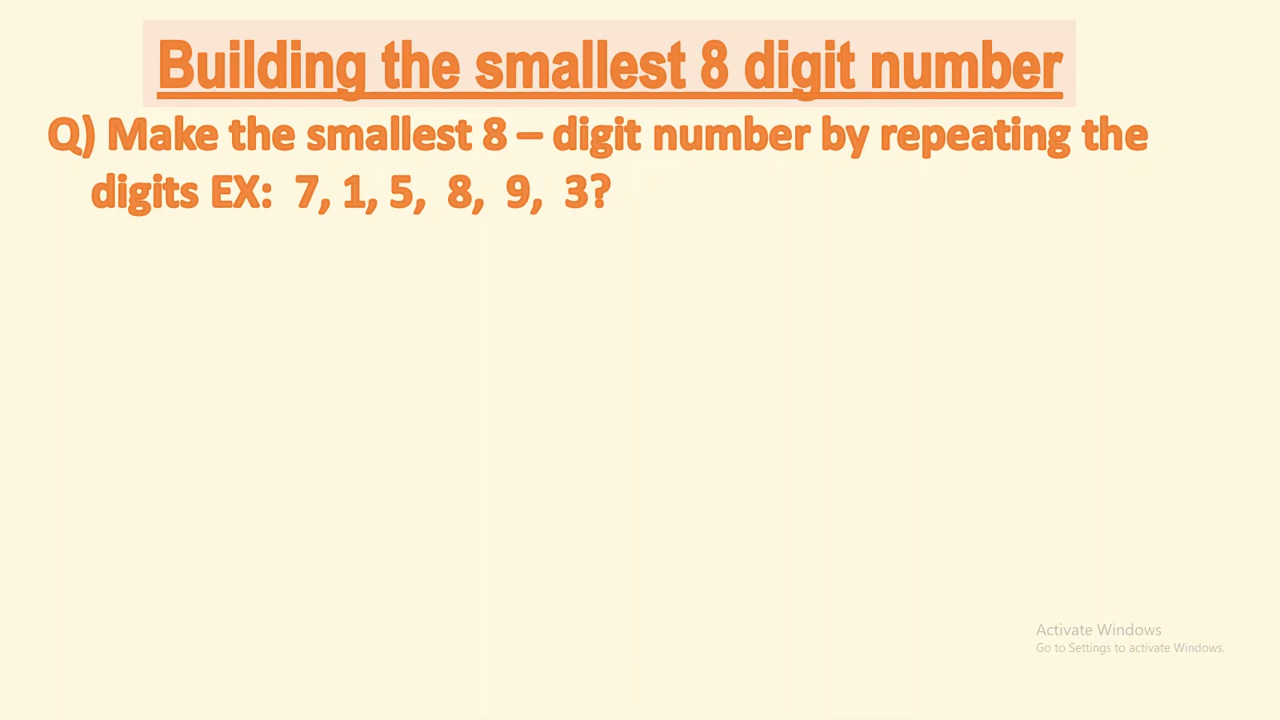 Building the smallest 8 digit number
Q) Make the smallest 8 – digit number by repeating the
digits EX: 7, 1, 5, 8, 9, 3?
Activate Windows
Go to Settings to activate Windows.